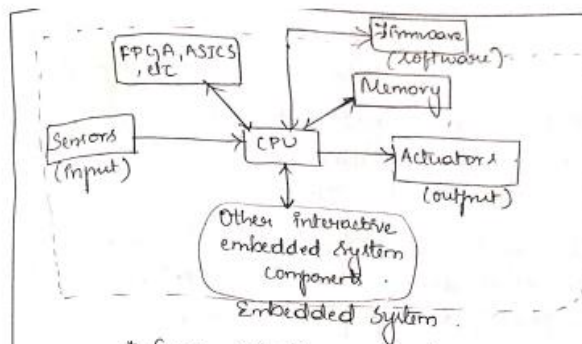 Firmware
(software)
FPGA, ASICS
, etc
Memory
Sensors
(Input)
CPU
Actuators
(output)
Other interactive
embedded system
components.
Embedded System.